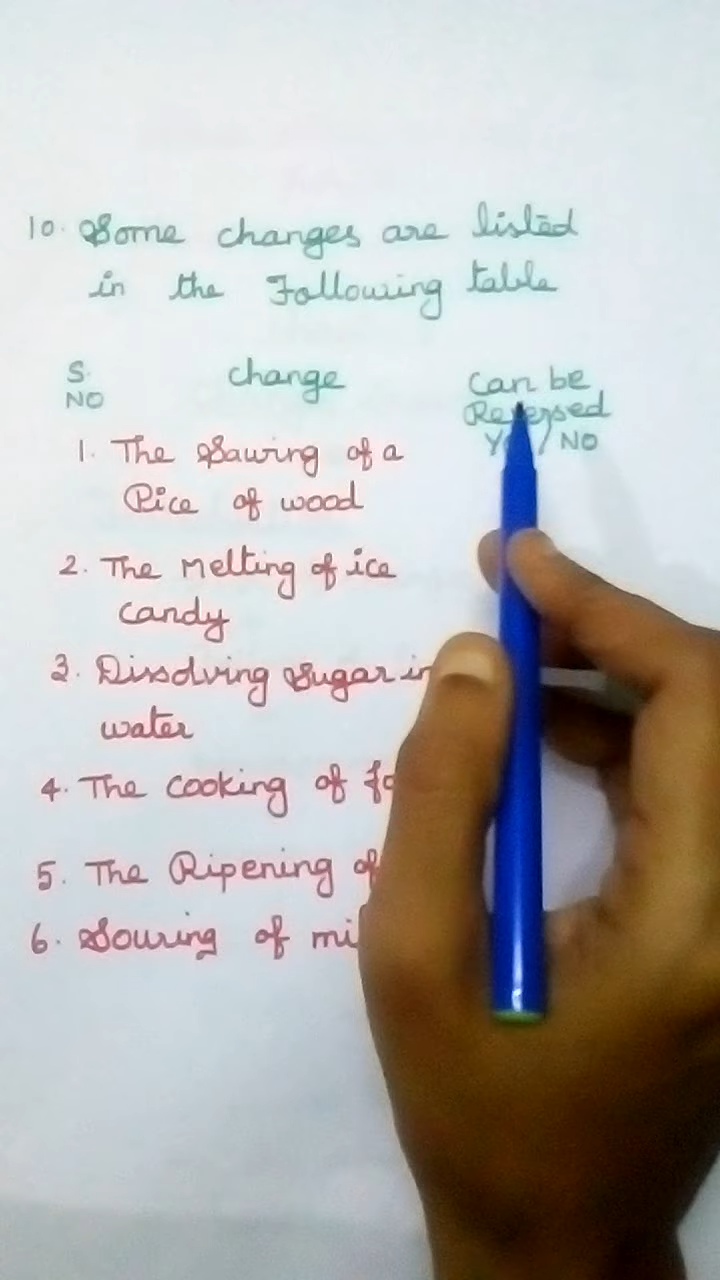 10. Some changes are listed
in the Following table
S. NO change Can be Reversed / NO
1. The Sawing of a
Pice of wood
2. The Melting of ice
candy
3. Dissolving Sugar in
water
4. The cooking of
5. The Ripening of
6. Souring of